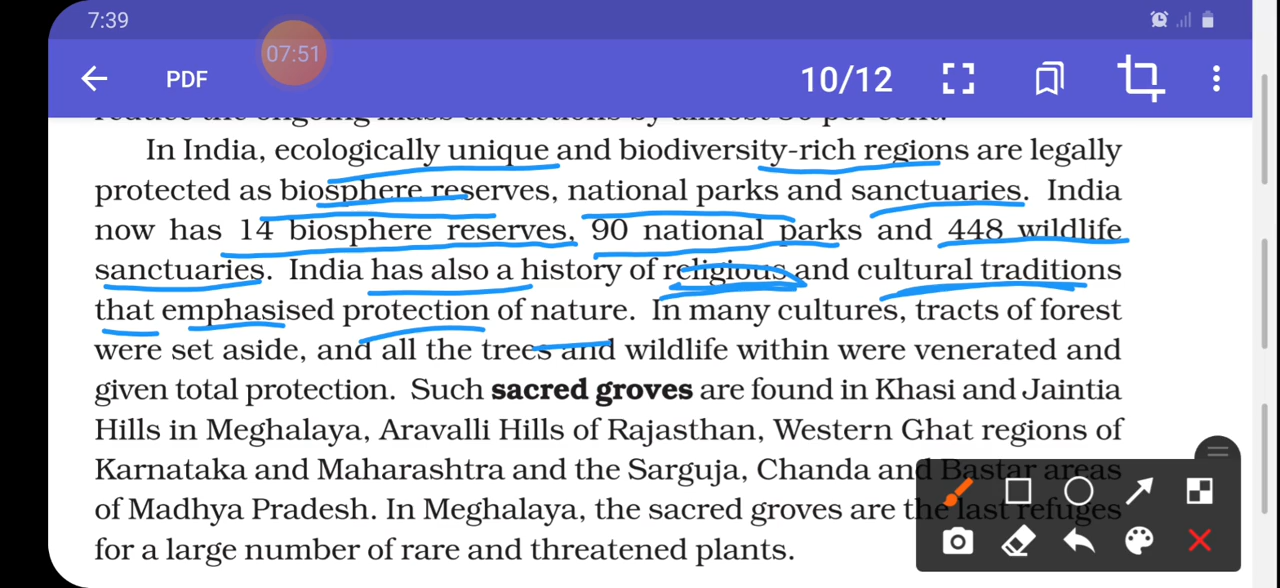 7:39
07:51
PDF
10/12
In India, ecologically unique and biodiversity-rich regions are legally
protected as biosphere reserves, national parks and sanctuaries. India
now has 14 biosphere reserves, 90 national parks and 448 wildlife
sanctuaries. India has also a history of religious and cultural traditions
that emphasised protection of nature. In many cultures, tracts of forest
were set aside, and all the trees and wildlife within were venerated and
given total protection. Such sacred groves are found in Khasi and Jaintia
Hills in Meghalaya, Aravalli Hills of Rajasthan, Western Ghat regions of
Karnataka and Maharashtra and the Sarguja, Chanda and Bastar areas
of Madhya Pradesh. In Meghalaya, the sacred groves are the last refuges
for a large number of rare and threatened plants.